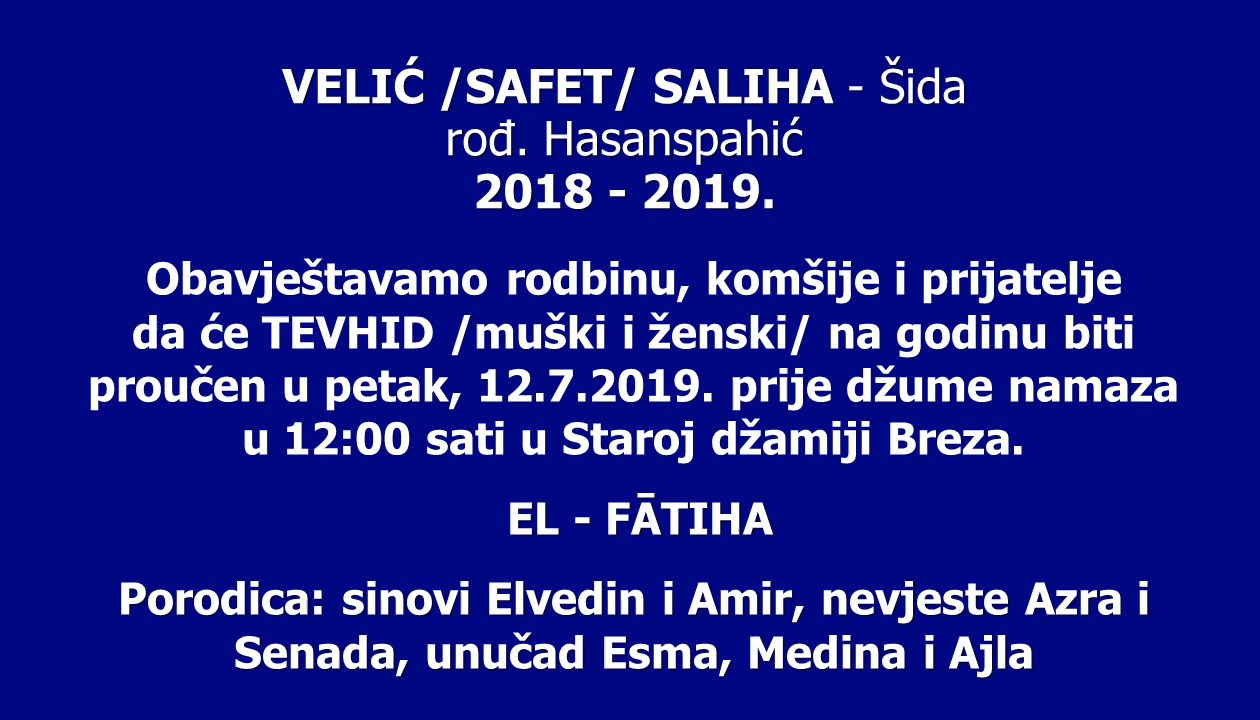 VELIĆ /SAFET/ SALIHA - Šida
rođ. Hasanspahić
2018 - 2019.
Obavještavamo rodbinu, komšije i prijatelje
da će TEVHID /muški i ženski/ na godinu biti
proučen u petak, 12.7.2019. prije džume namaza
u 12:00 sati u Staroj džamiji Breza.
EL - FĀTIHA
Porodica: sinovi Elvedin i Amir, nevjeste Azra i
Senada, unučad Esma, Medina i Ajla